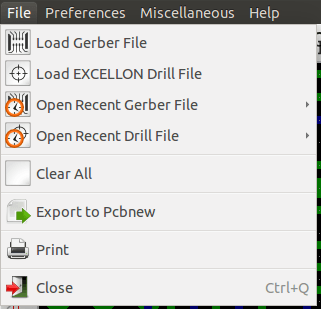 File Preferences Miscellaneous Help
Load Gerber File
Load EXCELLON Drill File
Open Recent Gerber File
Open Recent Drill File
Clear All
Export to Pcbnew
Print
Close Ctrl+Q